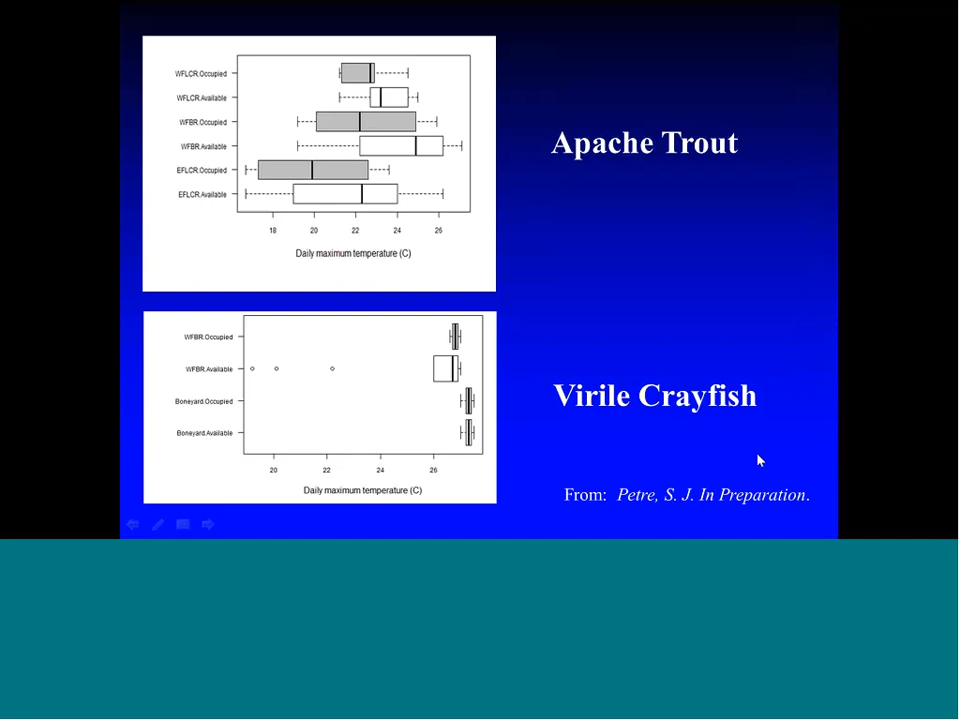 WFLCR.Occupied
WFLCR.Available
WFBR.Occupied
WFBR.Available
EFLCR.Occupied
EFLCR.Available
18 20 22 24 26
Daily maximum temperature (C)
Apache Trout
WFBR.Occupied
WFBR.Available
Boneyard.Occupied
Boneyard.Available
20 22 24 26
Daily maximum temperature (C)
Virile Crayfish
From: Petre, S. J. In Preparation.